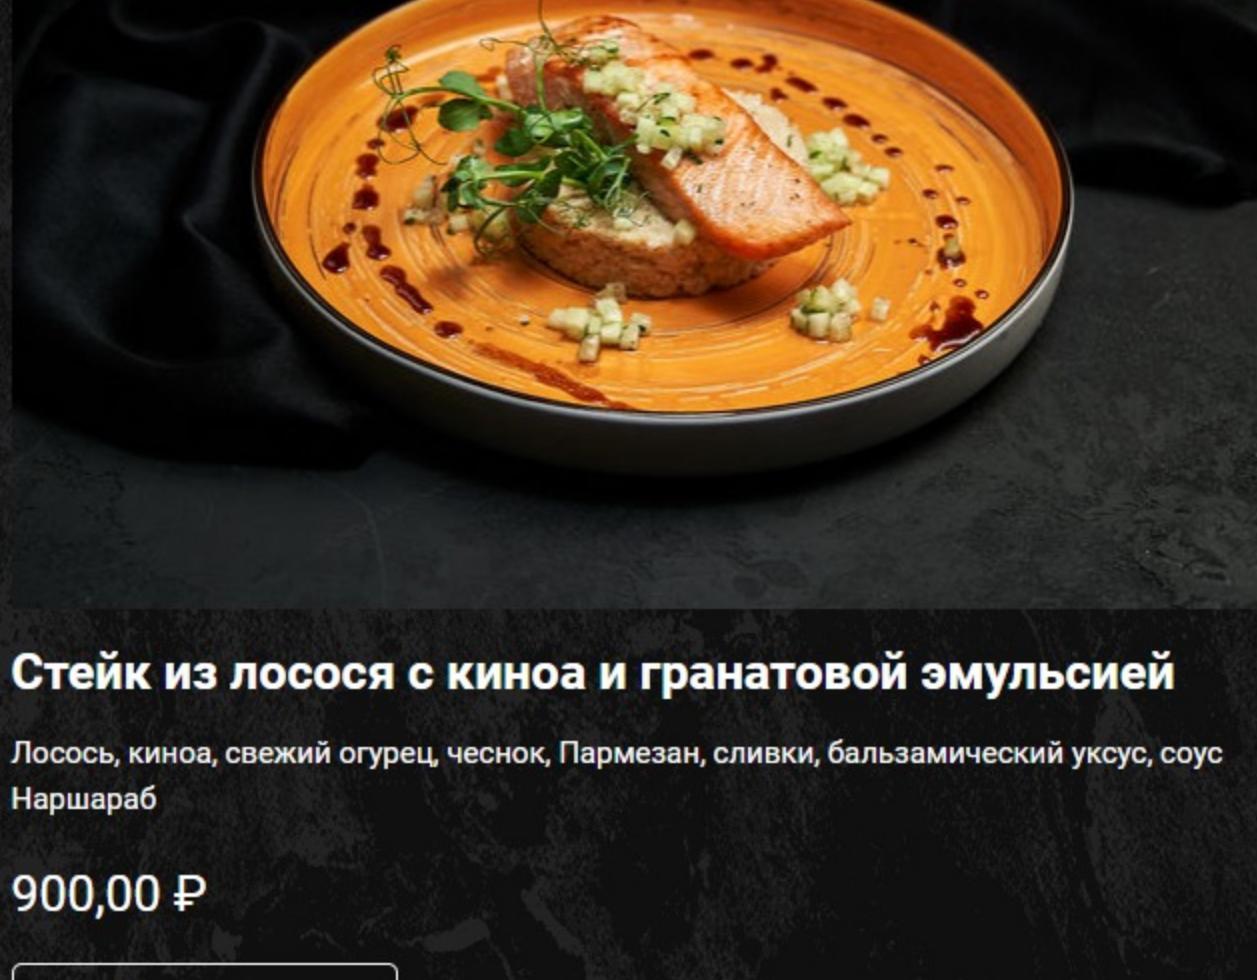 Стейк из лосося с киноа и гранатовой эмульсией
Лосось, киноа, свежий огурец, чеснок, Пармезан, сливки, бальзамический уксус, соус
Наршараб
900,00 ₽